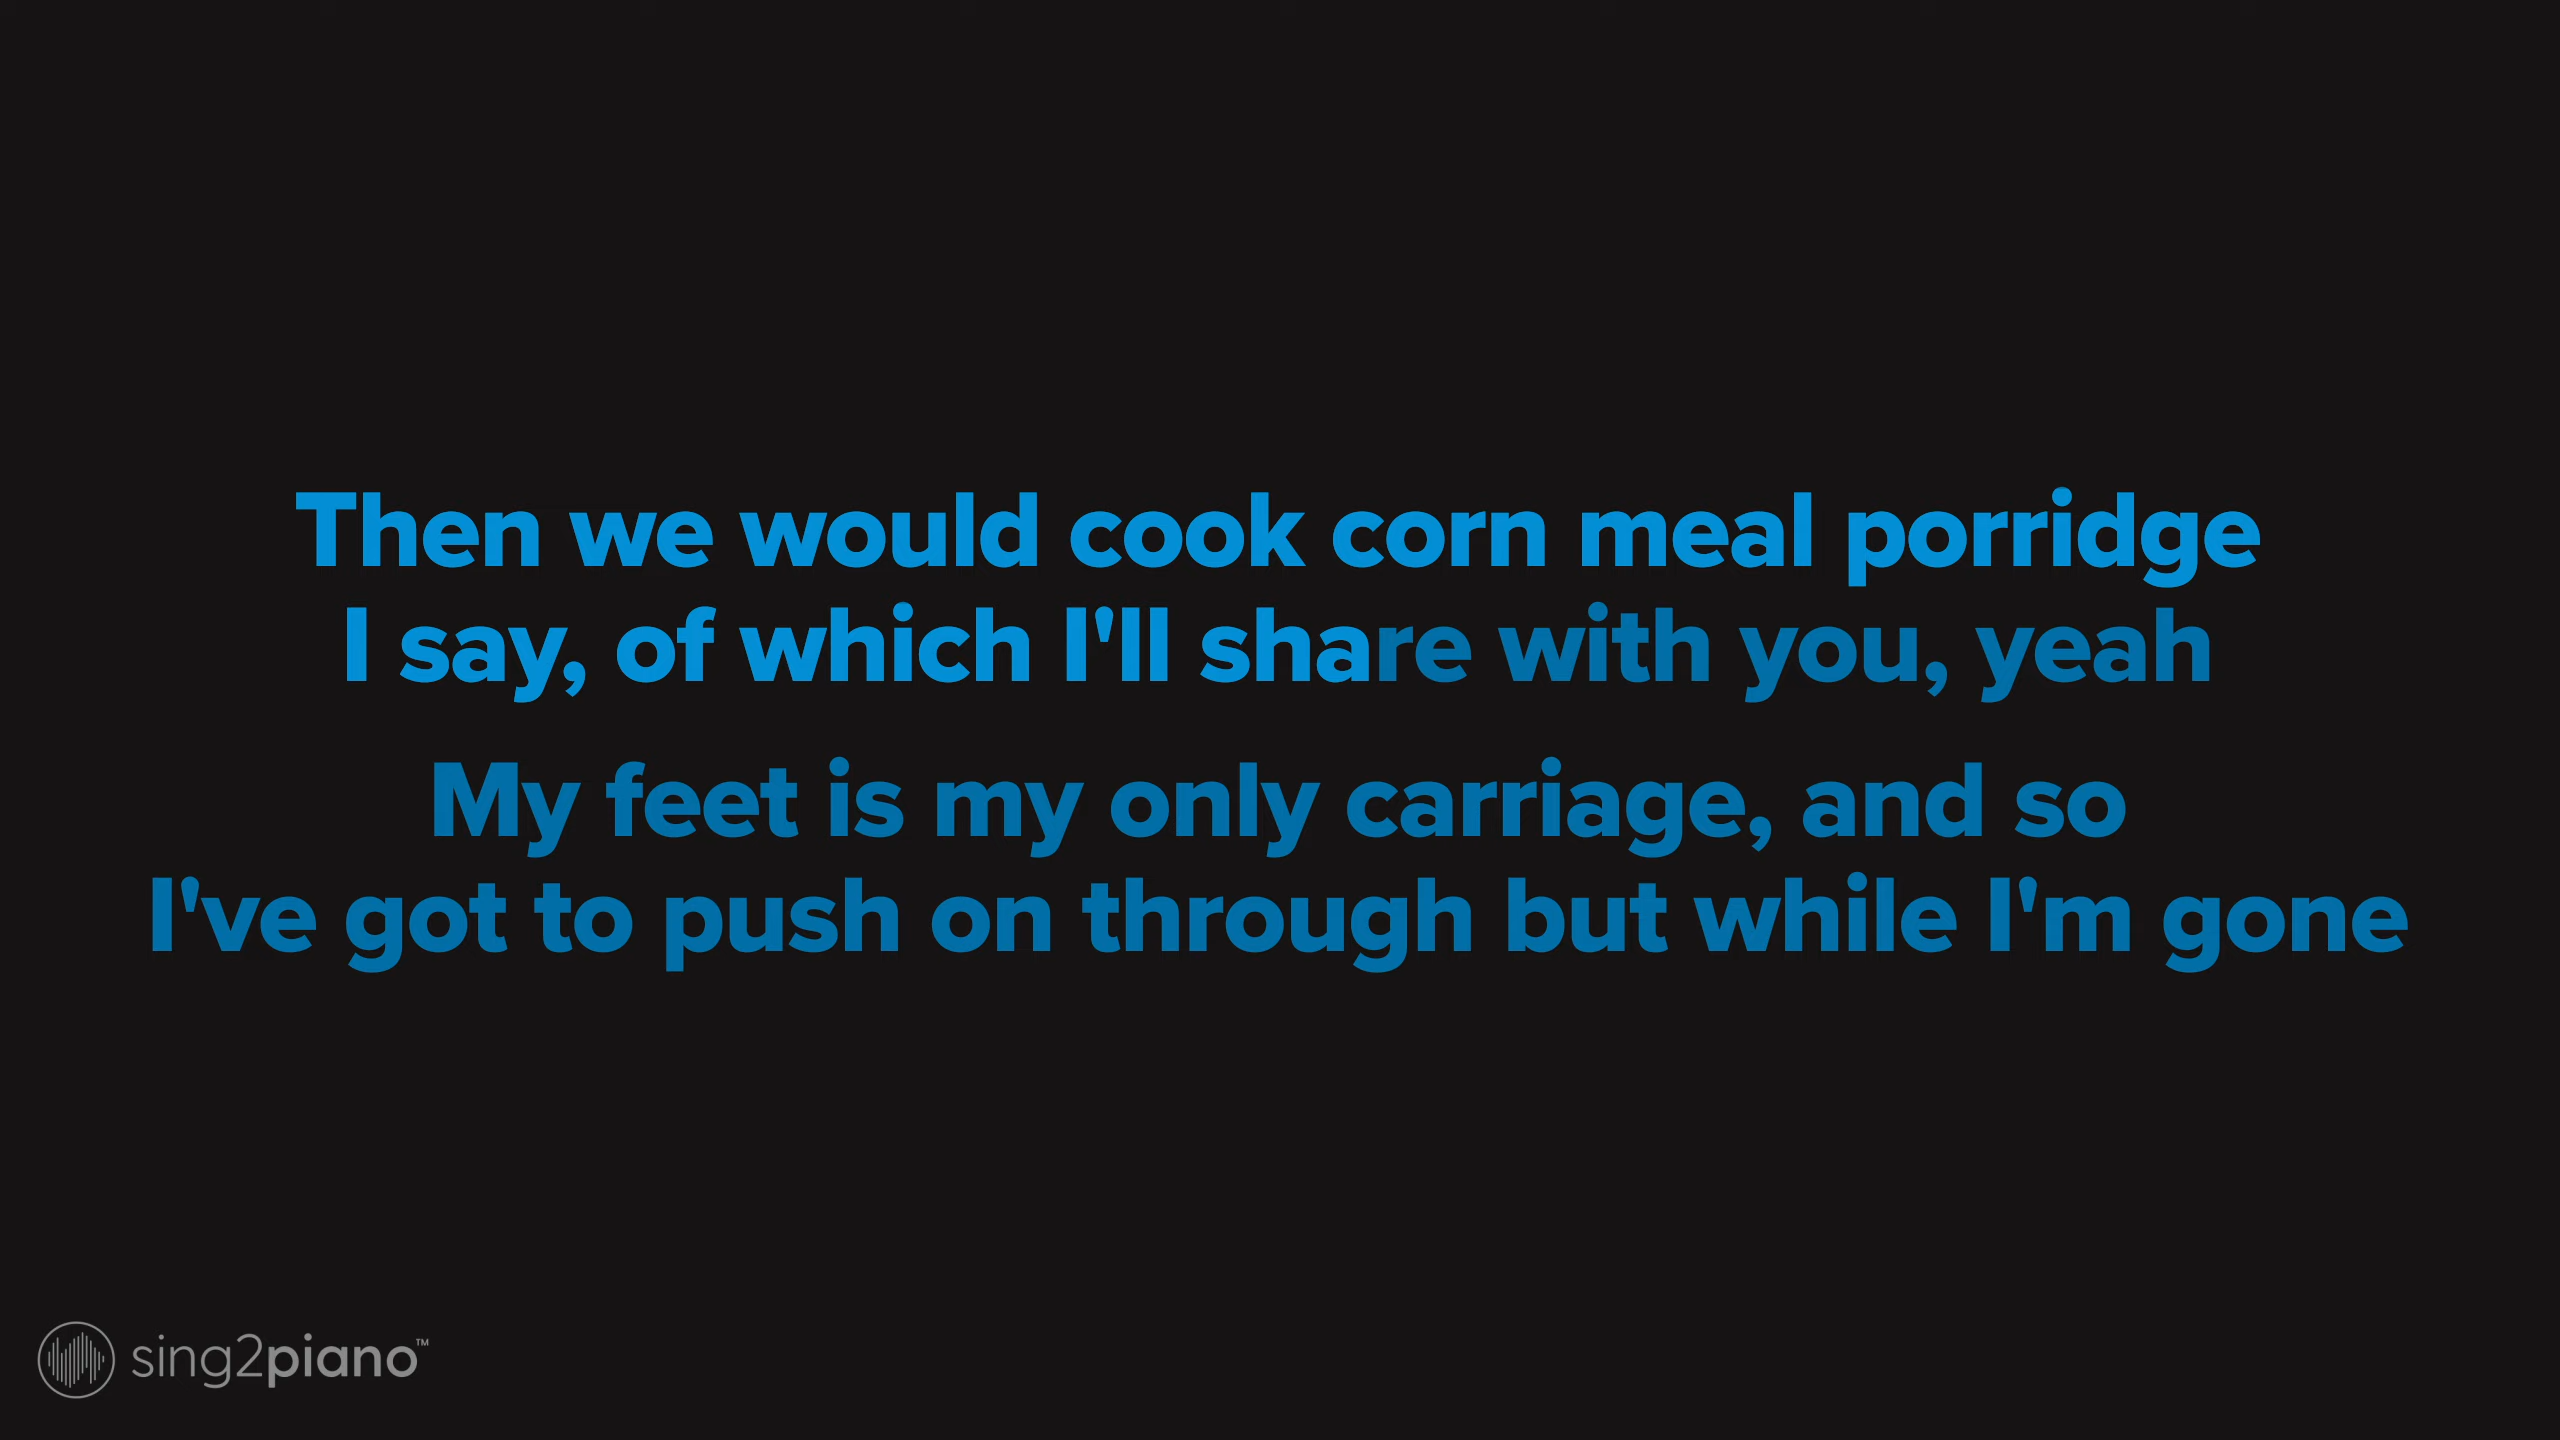 Then we would cook corn meal porridge
I say, of which I'll share with you, yeah
My feet is my only carriage, and so
I've got to push on through but while I'm gone
sing2piano™